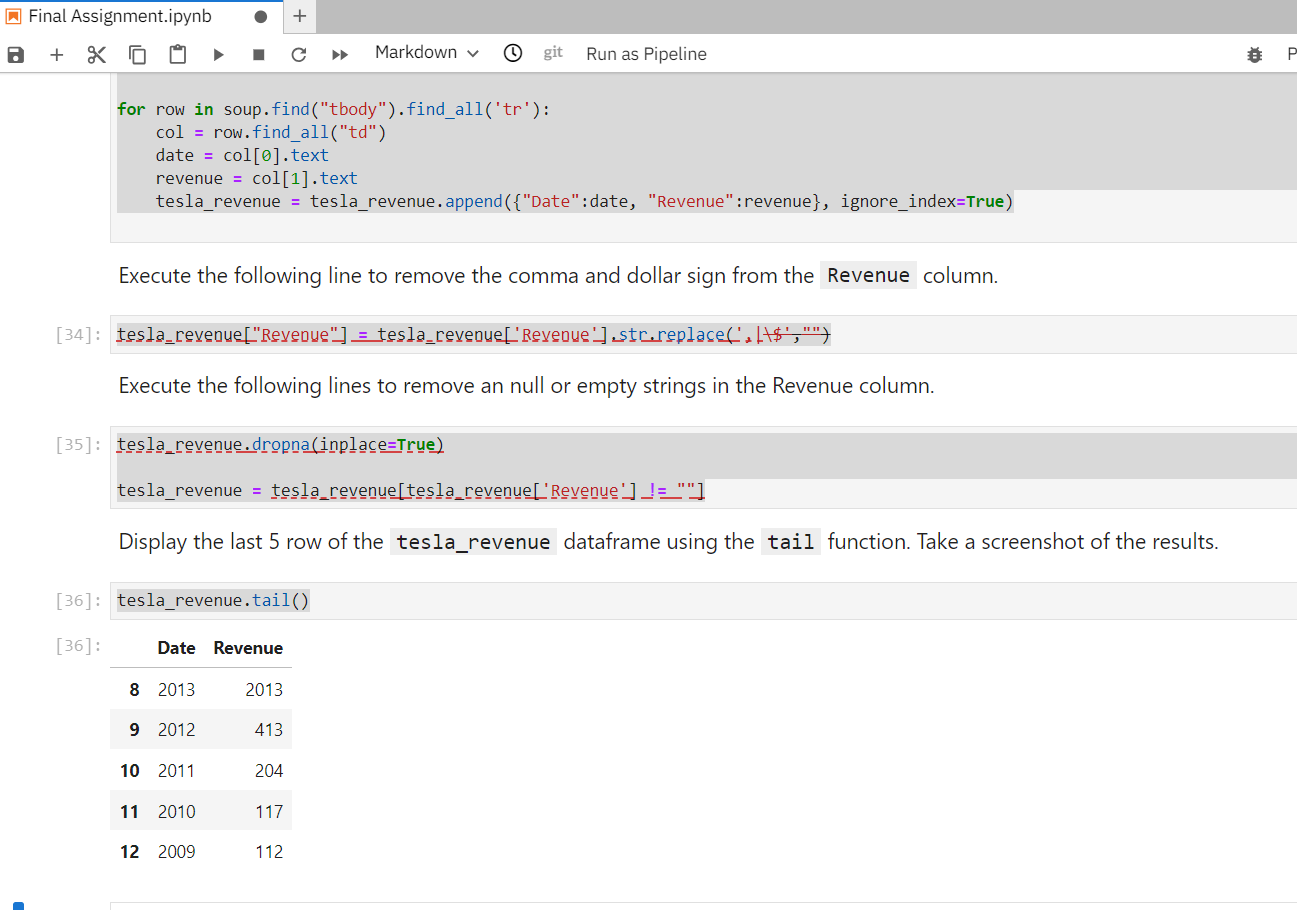 Final Assignment.ipynb
Markdown git Run as Pipeline P
for row in soup.find("tbody").find_all('tr'):
    col = row.find_all("td")
    date = col[0].text
    revenue = col[1].text
    tesla_revenue = tesla_revenue.append({"Date":date, "Revenue":revenue}, ignore_index=True)
Execute the following line to remove the comma and dollar sign from the Revenue column.
[34]: tesla_revenue["Revenue"] = tesla_revenue['Revenue'].str.replace(',|\$',"")
Execute the following lines to remove an null or empty strings in the Revenue column.
[35]: tesla_revenue.dropna(inplace=True)
tesla_revenue = tesla_revenue[tesla_revenue['Revenue'] != ""]
Display the last 5 row of the tesla_revenue dataframe using the tail function. Take a screenshot of the results.
[36]: tesla_revenue.tail()
[36]: Date Revenue
8 2013 2013
9 2012 413
10 2011 204
11 2010 117
12 2009 112